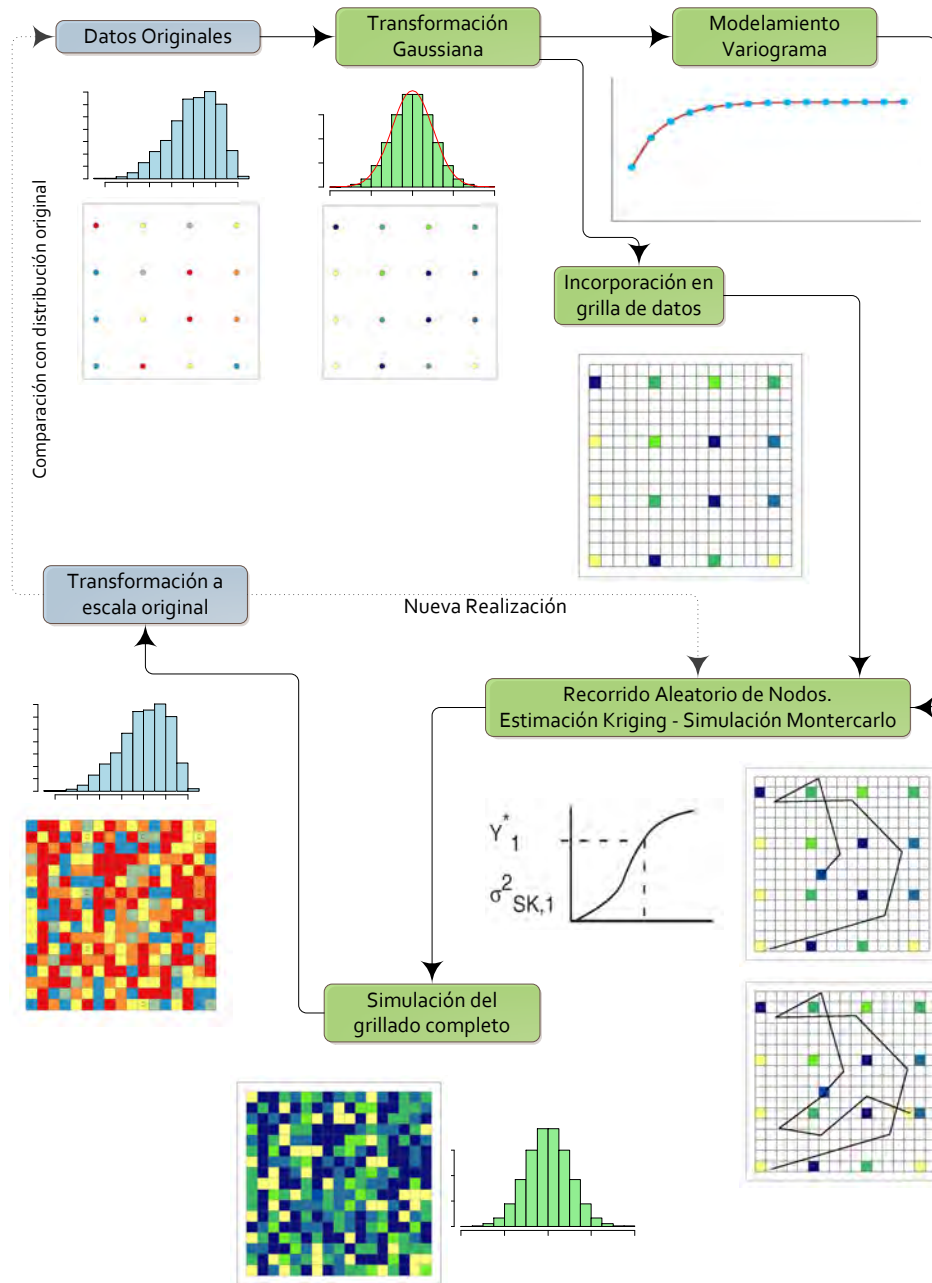 Datos Originales
Transformación
Gaussiana
Modelamiento
Variograma
Comparación con distribución original
Incorporación en
grilla de datos
Transformación a
escala original
Nueva Realización
Recorrido Aleatorio de Nodos.
Estimación Kriging - Simulación Montercarlo
Y*1
σ2SK,1
Simulación del
grillado completo